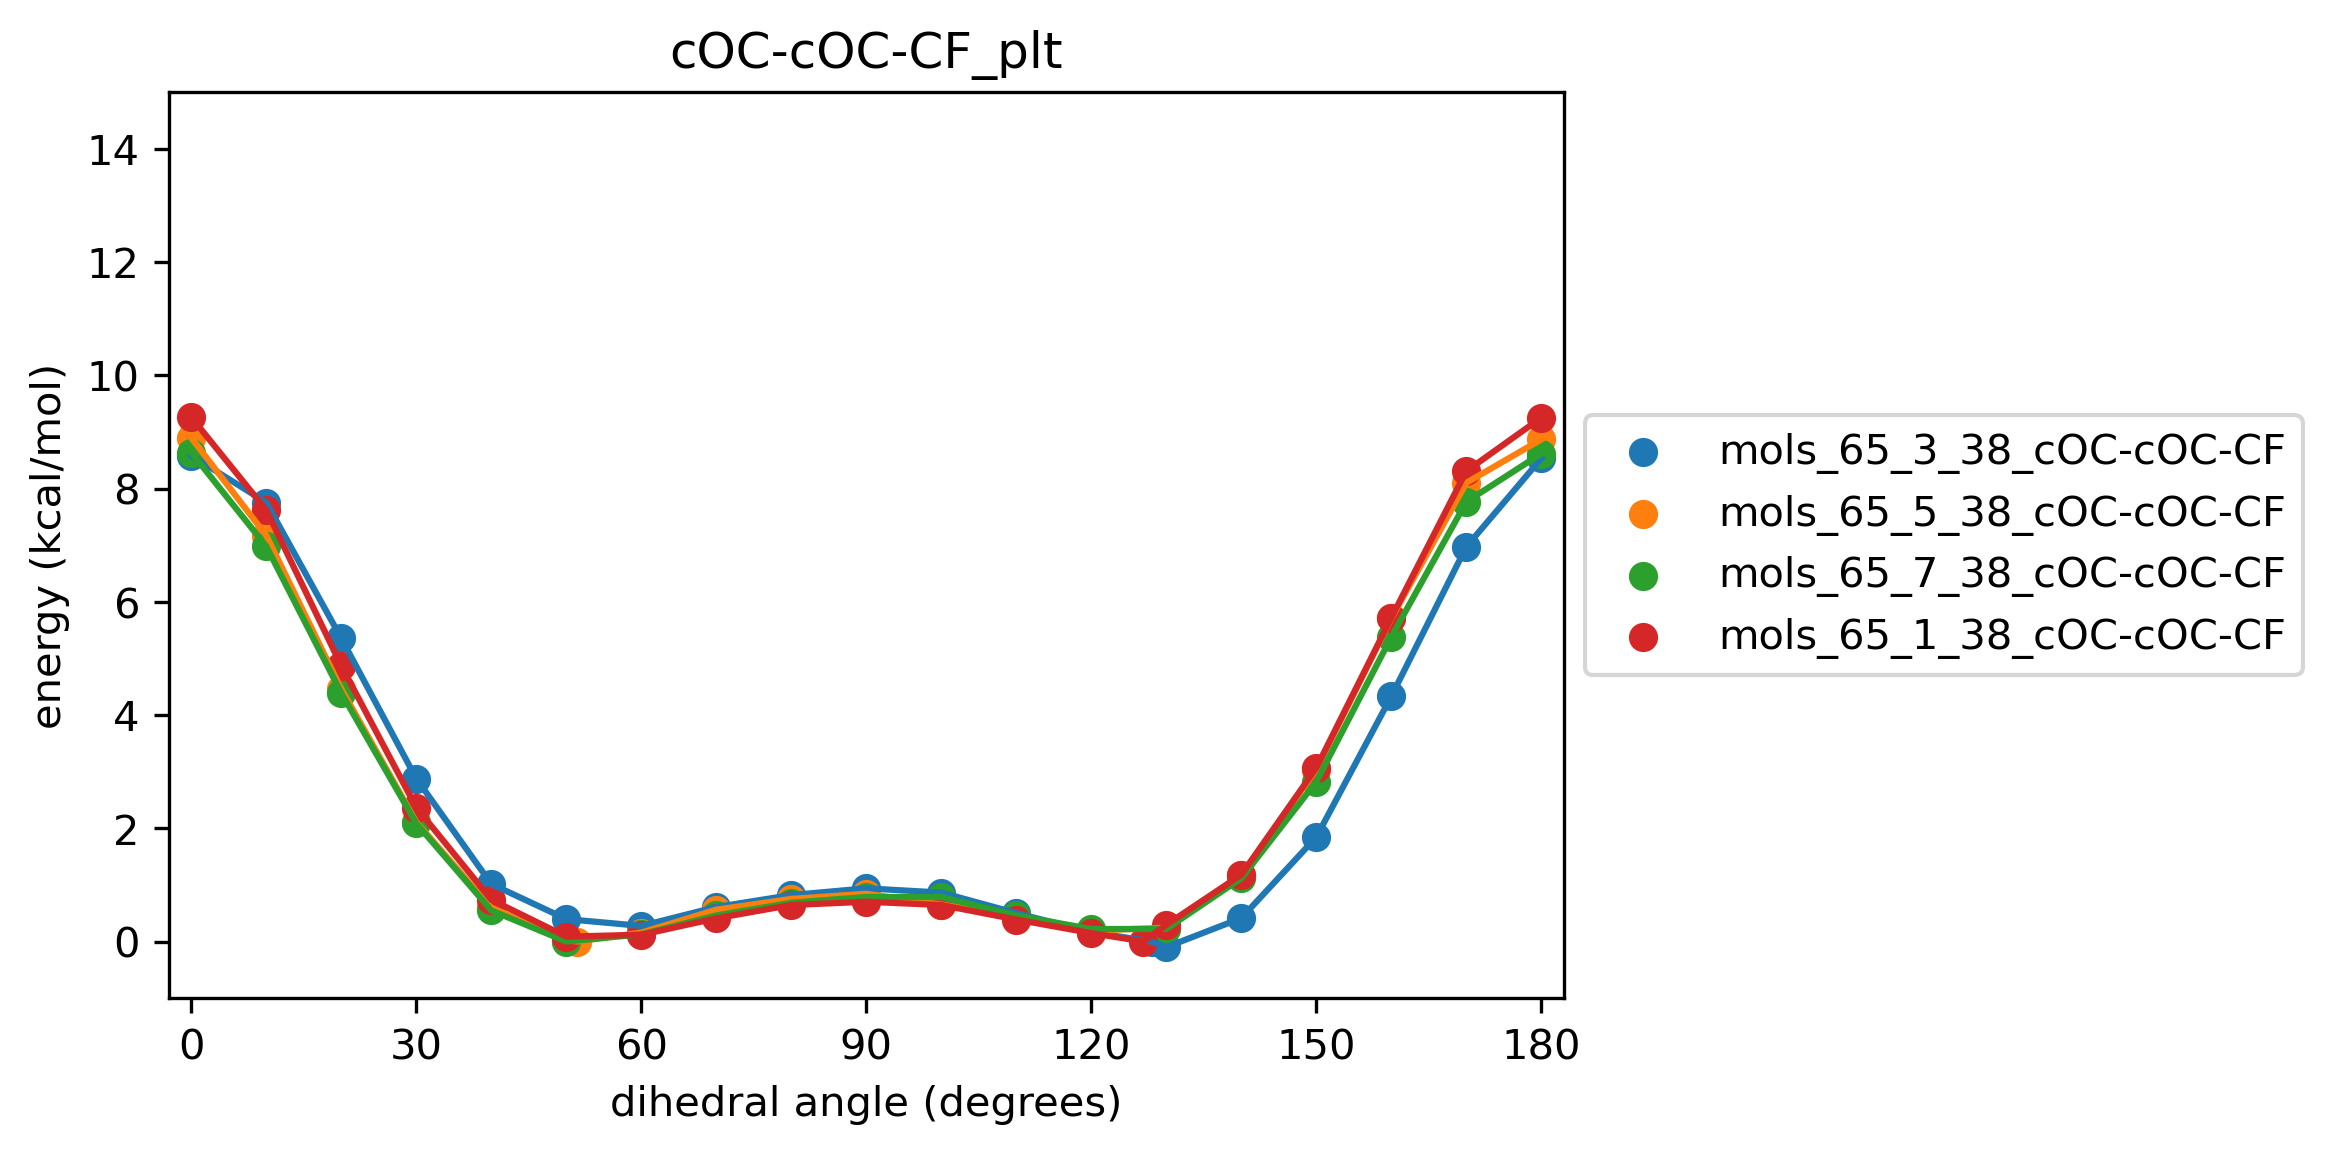 cOC-cOC-CF_plt
14
12
10
8
6
4
2
0
energy (kcal/mol)
0 30 60 90 120 150 180
dihedral angle (degrees)
mols_65_3_38_cOC-cOC-CF
mols_65_5_38_cOC-cOC-CF
mols_65_7_38_cOC-cOC-CF
mols_65_1_38_cOC-cOC-CF